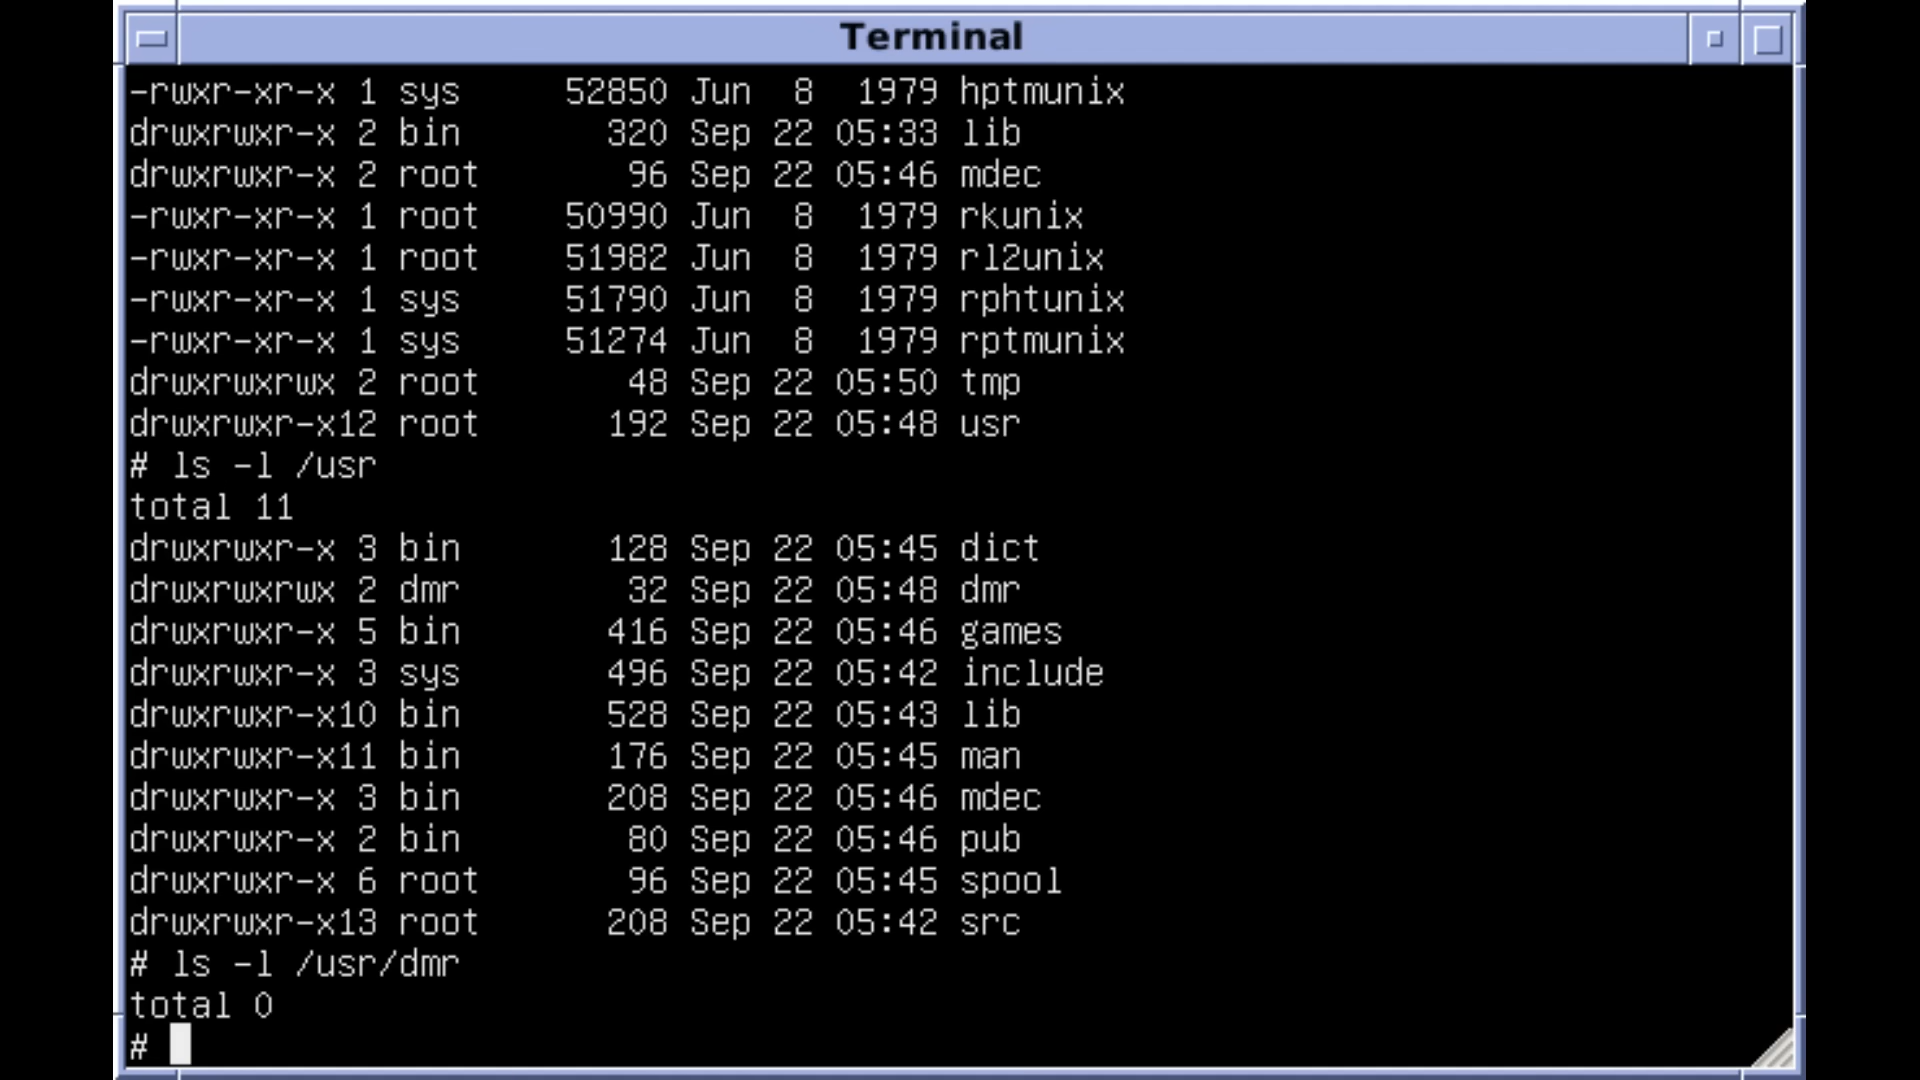 Terminal
-rwxr-xr-x 1 sys     52850 Jun  8  1979 hptmunix
drwxrwxr-x 2 bin       320 Sep 22 05:33 lib
drwxrwxr-x 2 root       96 Sep 22 05:46 mdec
-rwxr-xr-x 1 root    50990 Jun  8  1979 rkunix
-rwxr-xr-x 1 root    51982 Jun  8  1979 rl2unix
-rwxr-xr-x 1 sys     51790 Jun  8  1979 rphtunix
-rwxr-xr-x 1 sys     51274 Jun  8  1979 rptmunix
drwxrwxrwx 2 root       48 Sep 22 05:50 tmp
drwxrwxr-x12 root      192 Sep 22 05:48 usr
# ls -l /usr
total 11
drwxrwxr-x 3 bin       128 Sep 22 05:45 dict
drwxrwxrwx 2 dmr        32 Sep 22 05:48 dmr
drwxrwxr-x 5 bin       416 Sep 22 05:46 games
drwxrwxr-x 3 sys       496 Sep 22 05:42 include
drwxrwxr-x10 bin       528 Sep 22 05:43 lib
drwxrwxr-x11 bin       176 Sep 22 05:45 man
drwxrwxr-x 3 bin       208 Sep 22 05:46 mdec
drwxrwxr-x 2 bin        80 Sep 22 05:46 pub
drwxrwxr-x 6 root       96 Sep 22 05:45 spool
drwxrwxr-x13 root      208 Sep 22 05:42 src
# ls -l /usr/dmr
total 0
#